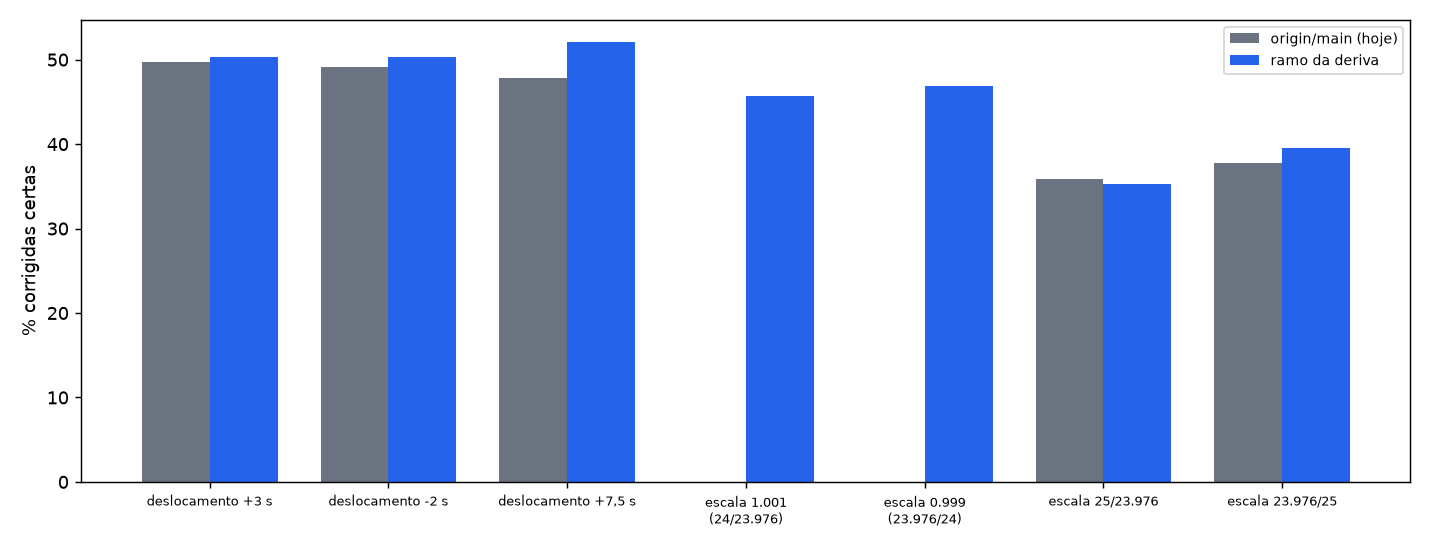 origin/main (hoje)
ramo da deriva
% corrigidas certas
50
40
30
20
10
0
deslocamento +3 s
deslocamento -2 s
deslocamento +7,5 s
escala 1.001
(24/23.976)
escala 0.999
(23.976/24)
escala 25/23.976
escala 23.976/25